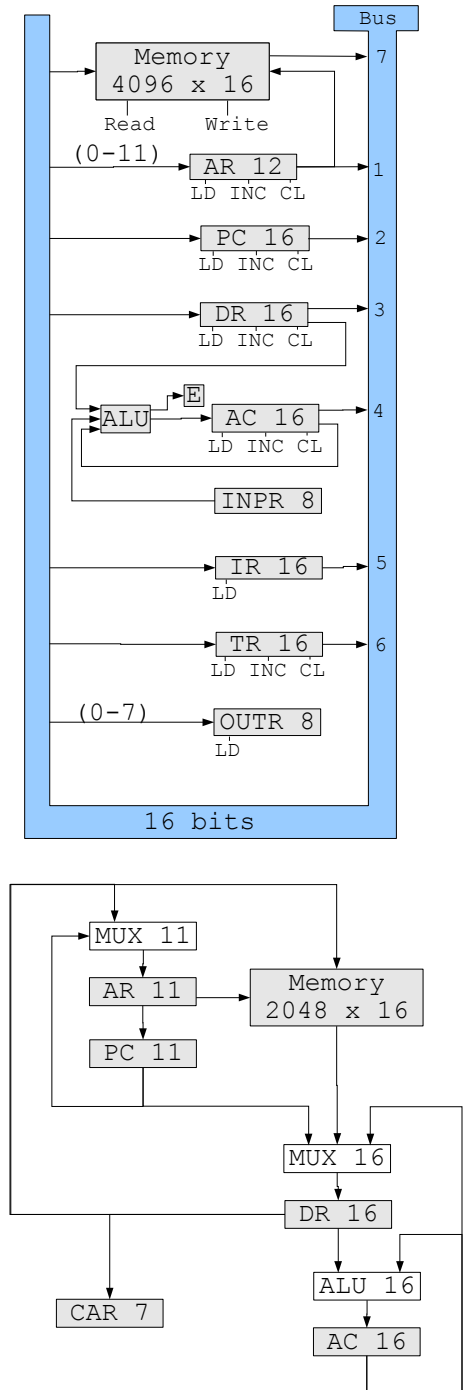 Bus
Memory
4096 x 16
7
Read Write
(0-11)
AR 12
1
LD INC CL
PC 16
2
LD INC CL
DR 16
3
LD INC CL
E
ALU
AC 16
4
LD INC CL
INPR 8
IR 16
5
LD
TR 16
6
LD INC CL
(0-7)
OUTR 8
LD
16 bits
MUX 11
AR 11
Memory
2048 x 16
PC 11
MUX 16
DR 16
ALU 16
CAR 7
AC 16